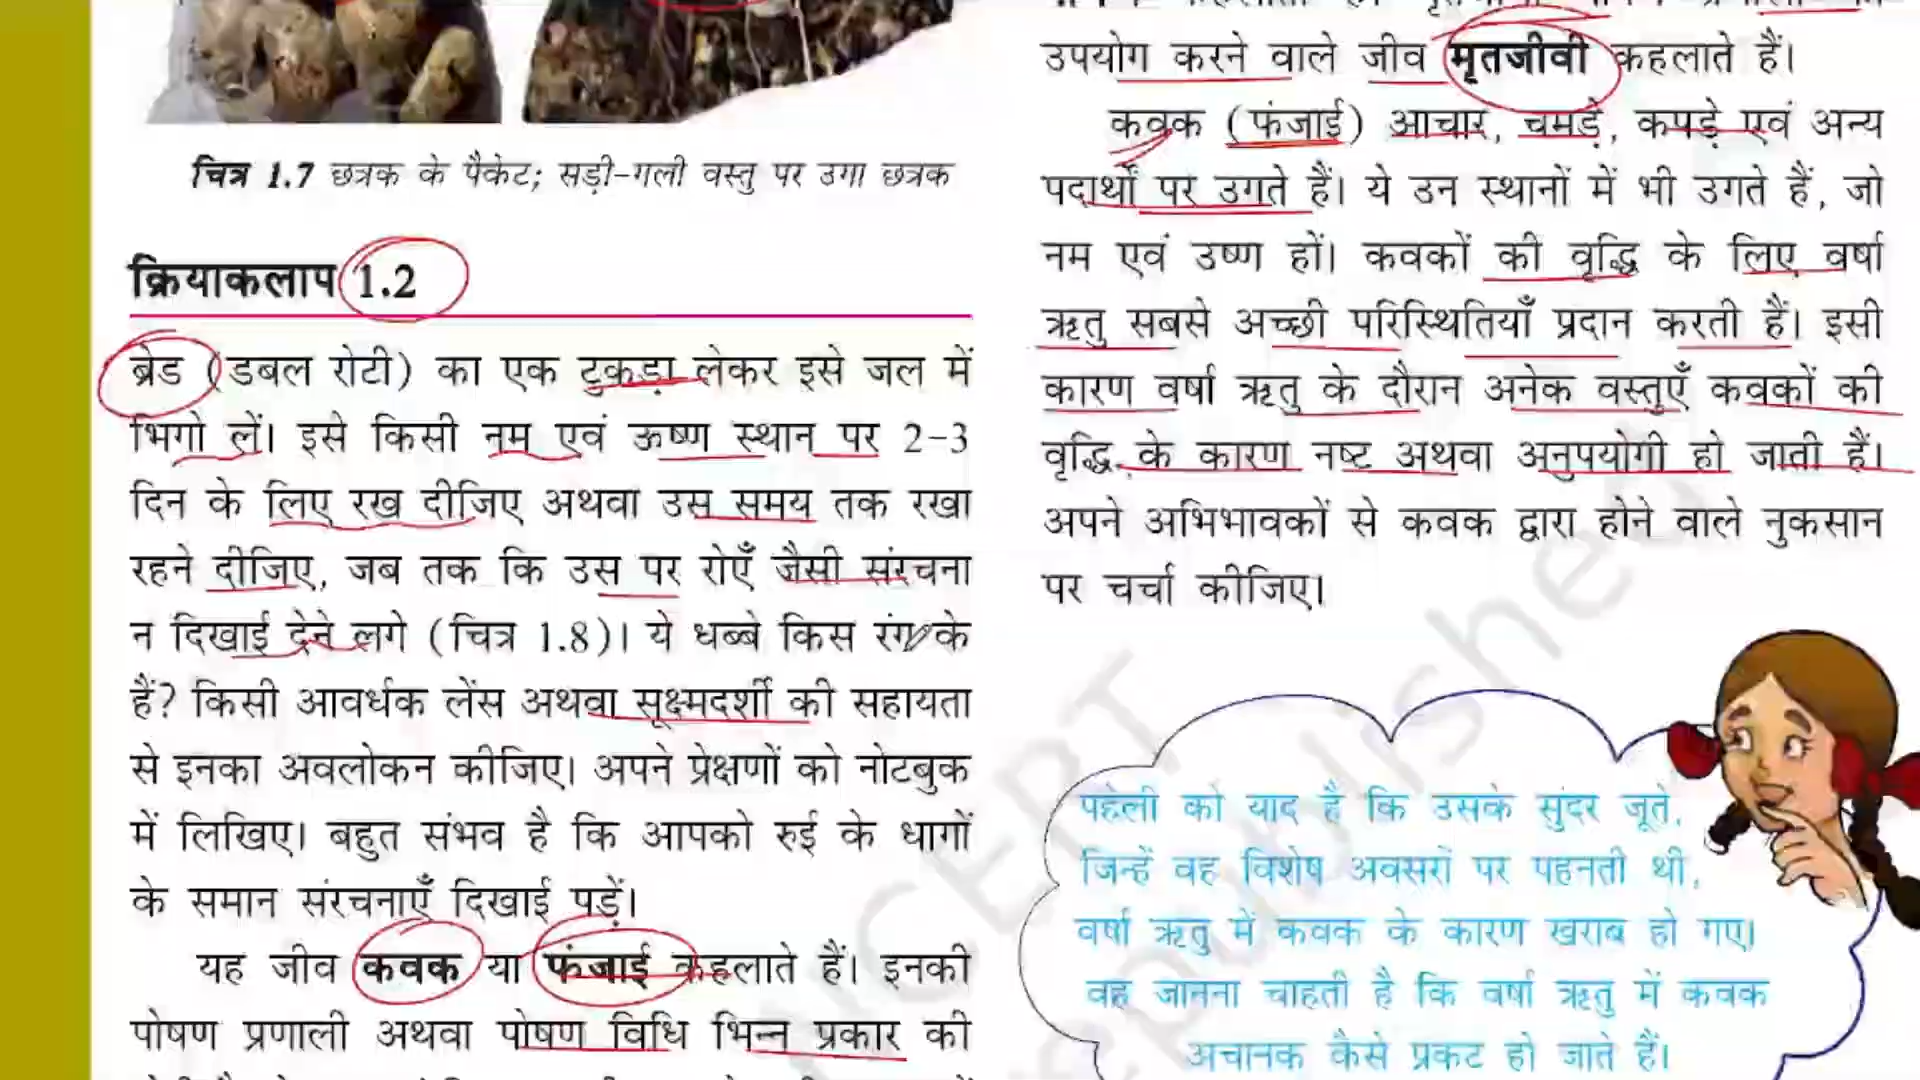 चित्र 1.7 छत्रक के पैकेट; सड़ी-गली वस्तु पर उगा छत्रक
क्रियाकलाप 1.2
ब्रेड (डबल रोटी) का एक टुकड़ा लेकर इसे जल में
भिगो लें। इसे किसी नम एवं ऊष्ण स्थान पर 2-3
दिन के लिए रख दीजिए अथवा उस समय तक रखा
रहने दीजिए, जब तक कि उस पर रोएँ जैसी संरचना
न दिखाई देने लगे (चित्र 1.8)। ये धब्बे किस रंग के
हैं? किसी आवर्धक लेंस अथवा सूक्ष्मदर्शी की सहायता
से इनका अवलोकन कीजिए। अपने प्रेक्षणों को नोटबुक
में लिखिए। बहुत संभव है कि आपको रुई के धागों
के समान संरचनाएँ दिखाई पड़ें।
यह जीव कवक या फंजाई कहलाते हैं। इनकी
पोषण प्रणाली अथवा पोषण विधि भिन्न प्रकार की
उपयोग करने वाले जीव मृतजीवी कहलाते हैं।
कवक (फंजाई) आचार, चमड़े, कपड़े एवं अन्य
पदार्थों पर उगते हैं। ये उन स्थानों में भी उगते हैं, जो
नम एवं उष्ण हों। कवकों की वृद्धि के लिए वर्षा
ऋतु सबसे अच्छी परिस्थितियाँ प्रदान करती हैं। इसी
कारण वर्षा ऋतु के दौरान अनेक वस्तुएँ कवकों की
वृद्धि के कारण नष्ट अथवा अनुपयोगी हो जाती हैं।
अपने अभिभावकों से कवक द्वारा होने वाले नुकसान
पर चर्चा कीजिए।
पहेली को याद है कि उसके सुंदर जूते,
जिन्हें वह विशेष अवसरों पर पहनती थी,
वर्षा ऋतु में कवक के कारण खराब हो गए।
वह जानना चाहती है कि वर्षा ऋतु में कवक
अचानक कैसे प्रकट हो जाते हैं।
NCERT
republished